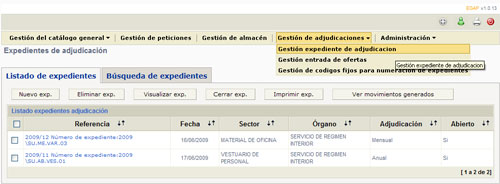 GSAP v1.0.13
Gestión del catálogo general Gestión de peticiones Gestión de almacén Gestión de adjudicaciones Administración
Gestión expediente de adjudicacion
Expedientes de adjudicación
Gestión entrada de ofertas
Gestión expediente de adjudicacion
Gestión de codigos fijos para numeracion de expedientes
Listado de expedientes Búsqueda de expedientes
Nuevo exp. Eliminar exp. Visualizar exp. Cerrar exp. Imprimir exp. Ver movimientos generados
Listado expedientes adjudicación
Referencia Fecha Sector Órgano Adjudicación Abierto
2009/12 Número de expediente:2009 \SU.ME.VAR.03 16/06/2009 MATERIAL DE OFICINA SERVICIO DE REGIMEN INTERIOR Mensual Si
2009/11 Número de expediente:2009 \SU.AB.VES.01 17/06/2009 VESTUARIO DE PERSONAL SERVICIO DE REGIMEN INTERIOR Anual Si
[ 1 a 2 de 2]